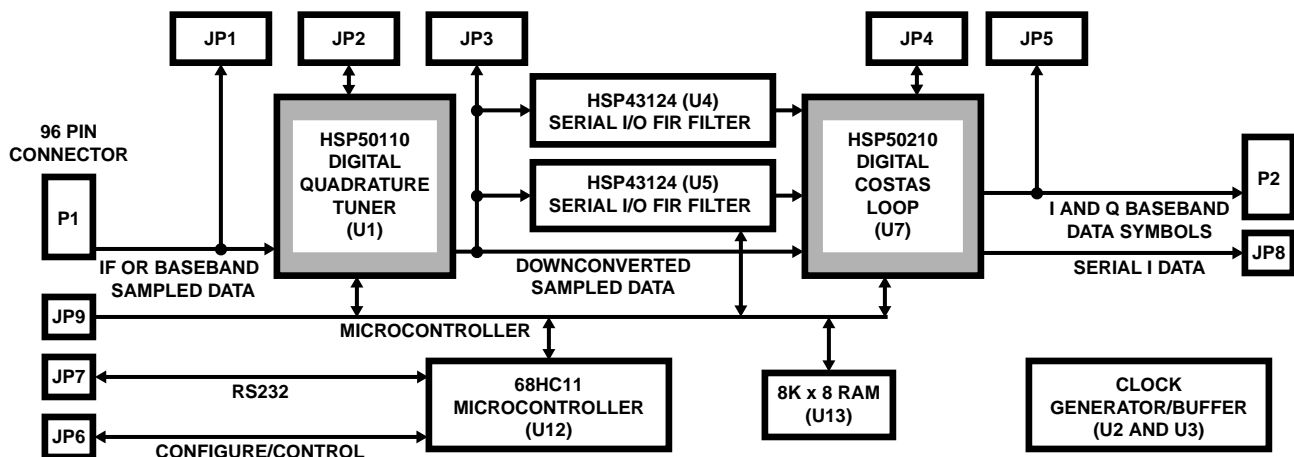 JP1
JP2
JP3
JP4
JP5
96 PIN
CONNECTOR
P1
HSP50110
DIGITAL
QUADRATURE
TUNER
(U1)
HSP43124 (U4)
SERIAL I/O FIR FILTER
HSP43124 (U5)
SERIAL I/O FIR FILTER
HSP50210
DIGITAL
COSTAS
LOOP
(U7)
P2
I AND Q BASEBAND
DATA SYMBOLS
IF OR BASEBAND
SAMPLED DATA
DOWNCONVERTED
SAMPLED DATA
SERIAL I DATA
JP8
JP9
MICROCONTROLLER
JP7
RS232
JP6
CONFIGURE/CONTROL
68HC11
MICROCONTROLLER
(U12)
8K x 8 RAM
(U13)
CLOCK
GENERATOR/BUFFER
(U2 AND U3)